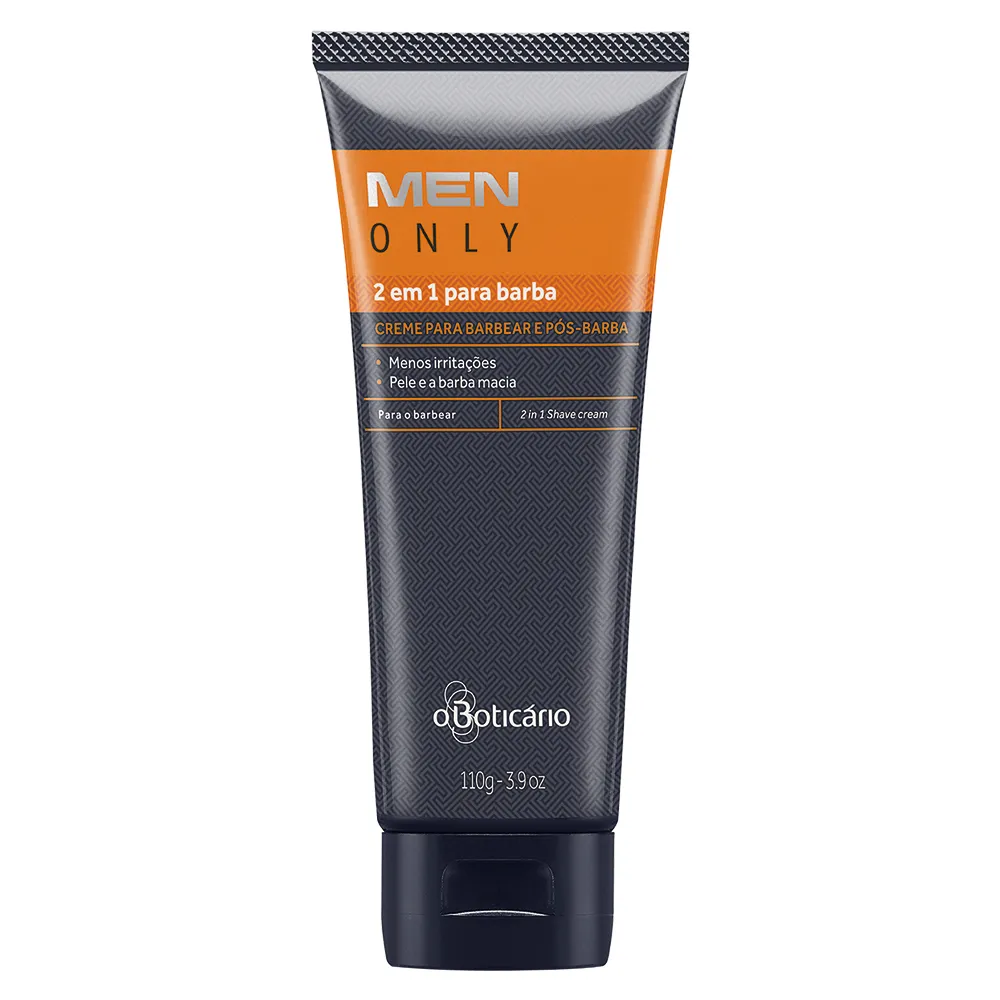 MEN
ONLY
2 em 1 para barba
CREME PARA BARBEAR E PÓS-BARBA
• Menos irritações
• Pele e a barba macia
Para o barbear
2 in 1 Shave cream
oBoticário
110g - 3.9 oz